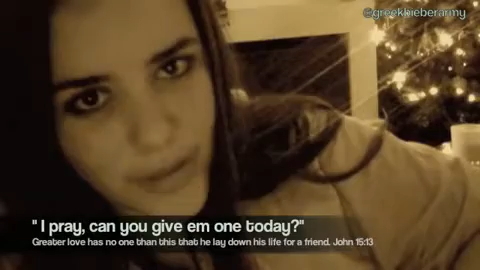 @greekbieberarmy
" I pray, can you give em one today?"
Greater love has no one than this that he lay down his life for a friend. John 15:13